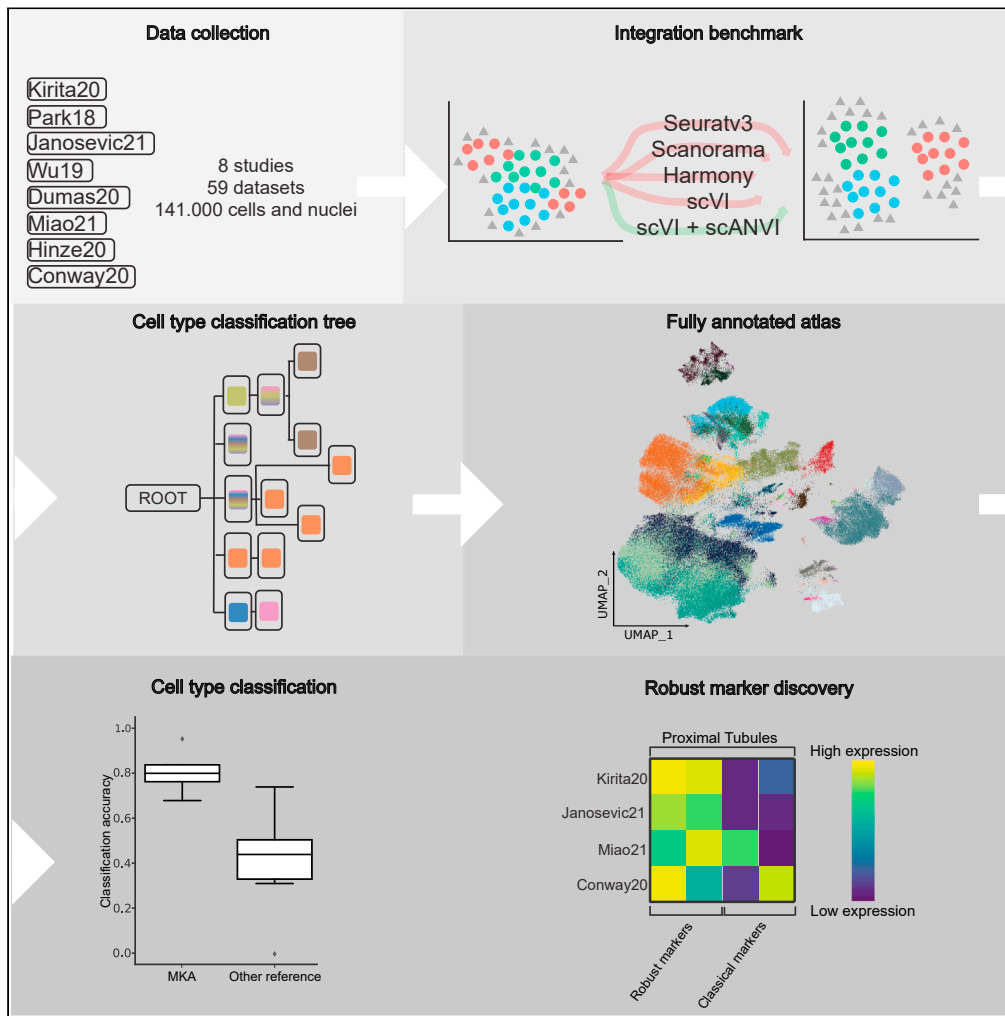 Data collection
Kirita20
Park18
Janosevic21
Wu19
Dumas20
Miao21
Hinze20
Conway20
8 studies
59 datasets
141.000 cells and nuclei
Integration benchmark
Seuratv3
Scanorama
Harmony
scVI
scVI + scANVI
Cell type classification tree
ROOT
Fully annotated atlas
UMAP_2
UMAP_1
Cell type classification
Classification accuracy
1.0
0.8
0.6
0.4
0.2
0.0
MKA
Other reference
Robust marker discovery
Proximal Tubules
Kirita20
Janosevic21
Miao21
Conway20
High expression
Low expression
Robust markers
Classical markers